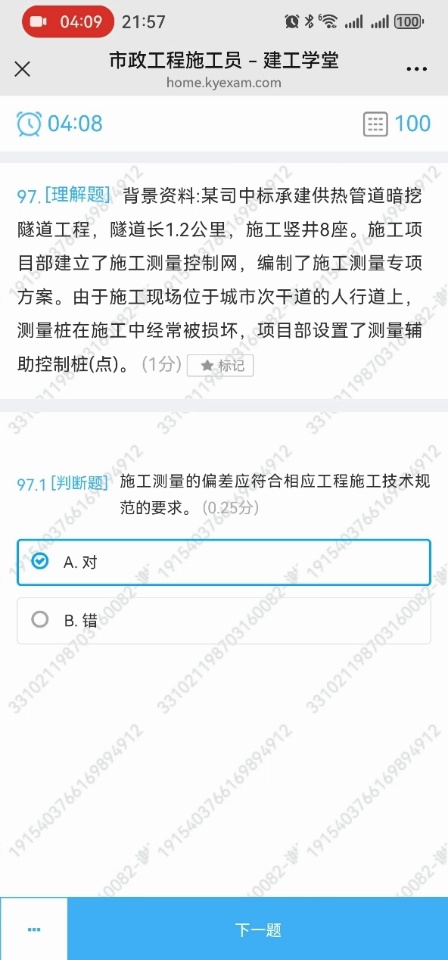 04:09 21:57 100
市政工程施工员 – 建工学堂
home.kyexam.com
04:08 100
97. [理解题] 背景资料:某司中标承建供热管道暗挖
隧道工程，隧道长1.2公里，施工竖井8座。施工项
目部建立了施工测量控制网，编制了施工测量专项
方案。由于施工现场位于城市次干道的人行道上，
测量桩在施工中经常被损坏，项目部设置了测量辅
助控制桩(点)。 (1分) ★ 标记
97.1 [判断题] 施工测量的偏差应符合相应工程施工技术规
范的要求。 (0.25分)
A. 对
B. 错
下一题